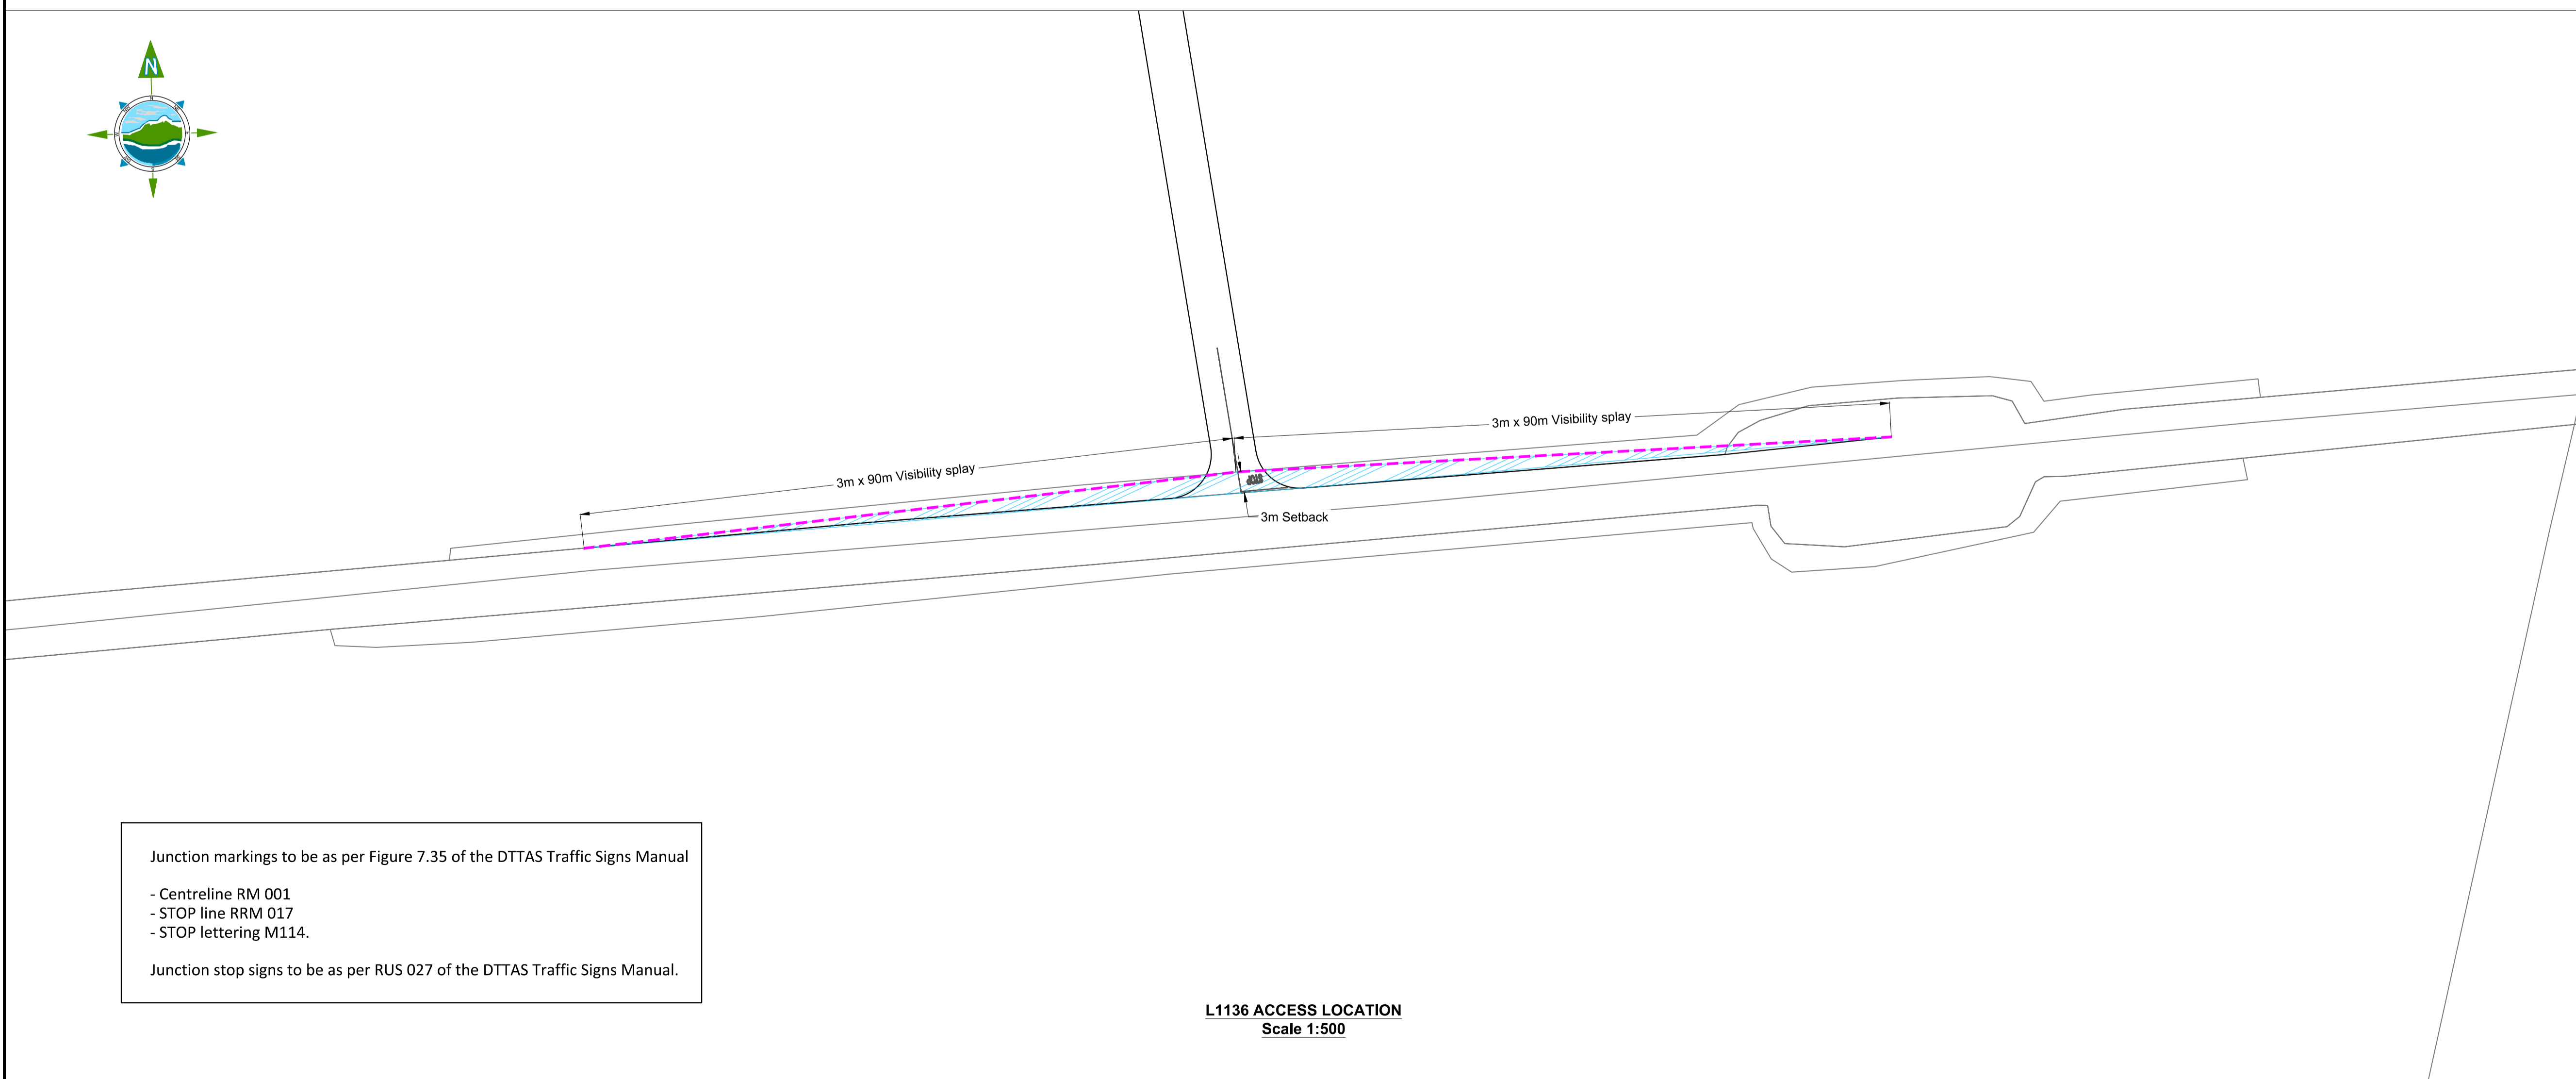 N
3m x 90m Visibility splay
3m x 90m Visibility splay
STOP
3m Setback
Junction markings to be as per Figure 7.35 of the DTTAS Traffic Signs Manual
- Centreline RM 001
- STOP line RRM 017
- STOP lettering M114.
Junction stop signs to be as per RUS 027 of the DTTAS Traffic Signs Manual.
L1136 ACCESS LOCATION
Scale 1:500